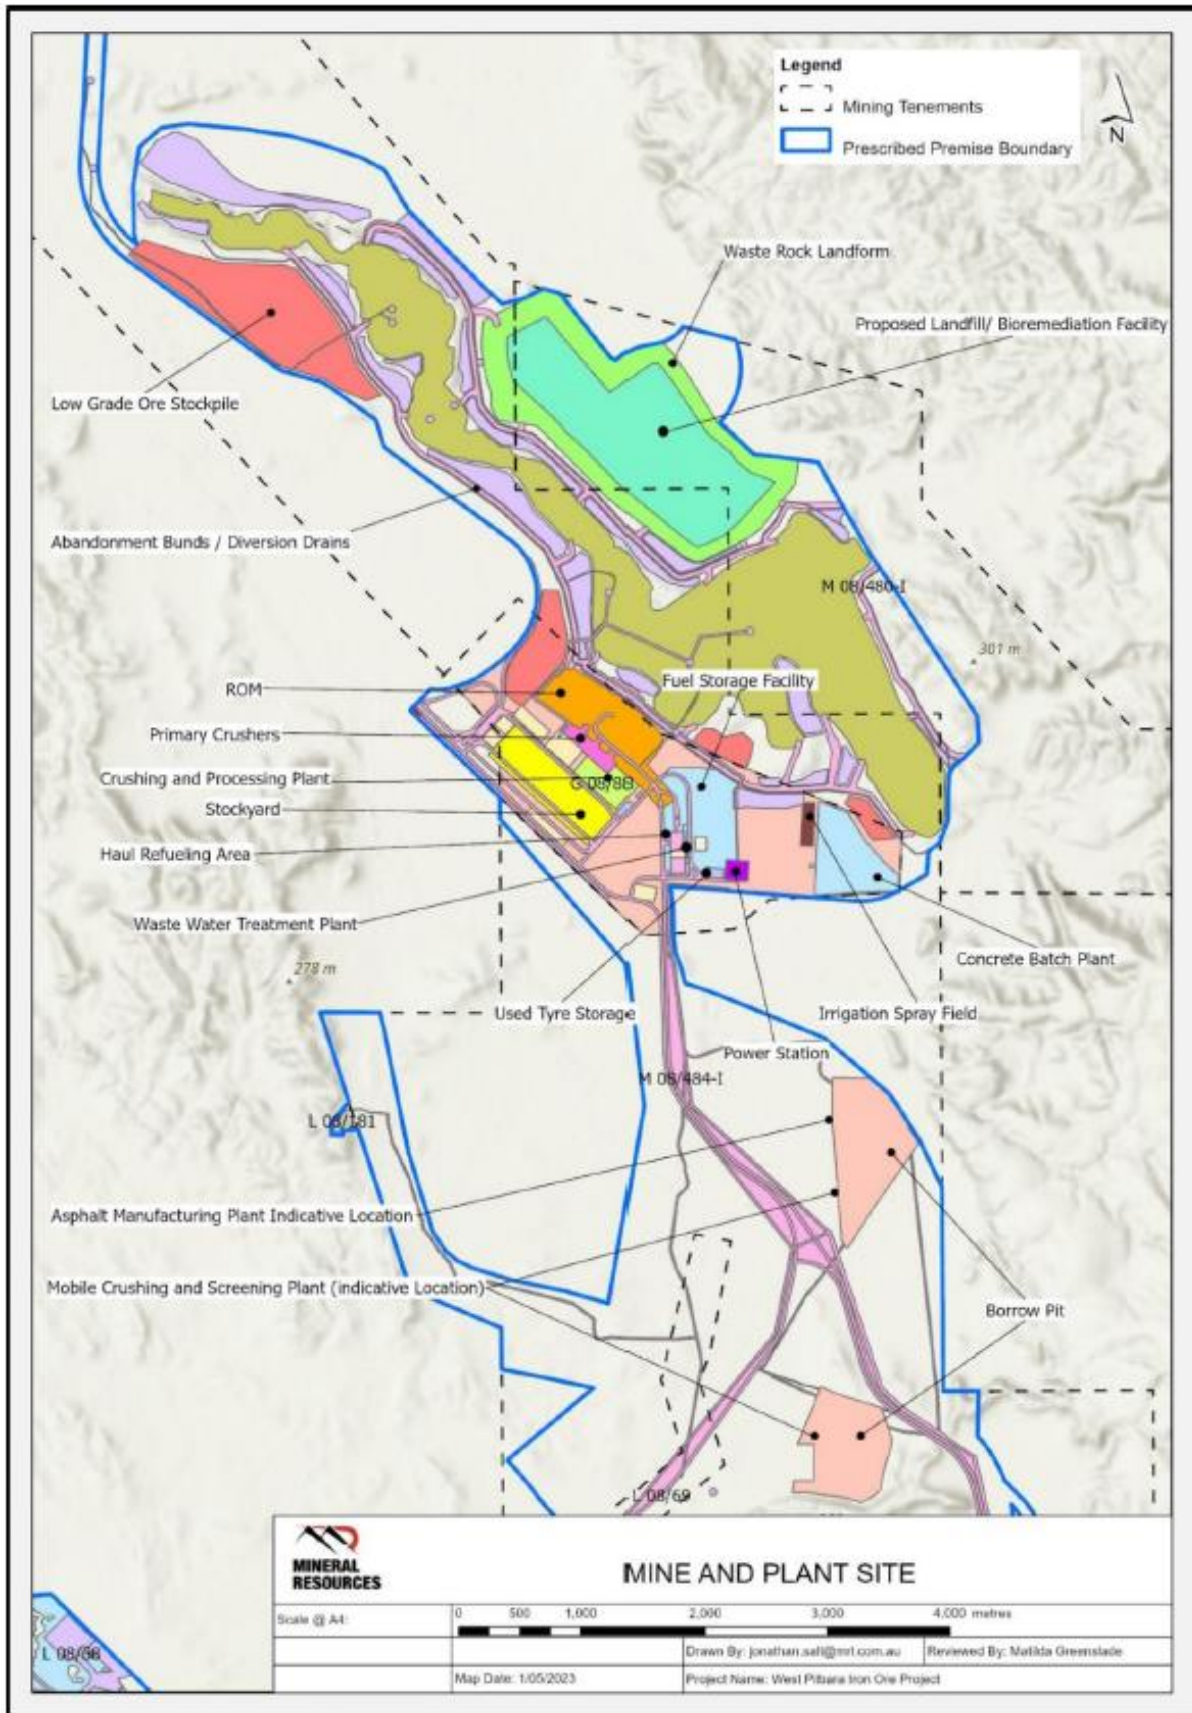 Legend
Mining Tenements
Prescribed Premise Boundary
N
Waste Rock Landform
Proposed Landfill/ Bioremediation Facility
Low Grade Ore Stockpile
Abandonment Bunds / Diversion Drains
M 08/480-I
301 m
Fuel Storage Facility
ROM
Primary Crushers
Crushing and Processing Plant
G 08/88
Stockyard
Haul Refueling Area
Waste Water Treatment Plant
Concrete Batch Plant
278 m
Used Tyre Storage
Irrigation Spray Field
Power Station
M 08/484-I
L 08/181
Asphalt Manufacturing Plant Indicative Location
Mobile Crushing and Screening Plant (indicative Location)
Borrow Pit
L 08/69
MINERAL
RESOURCES
MINE AND PLANT SITE
Scale @ A4:
0 500 1,000 2,000 3,000 4,000 metres
Drawn By: jonathan.sall@mrl.com.au
Reviewed By: Matilda Greenslade
Map Date: 1/05/2023
Project Name: West Pilbara Iron Ore Project